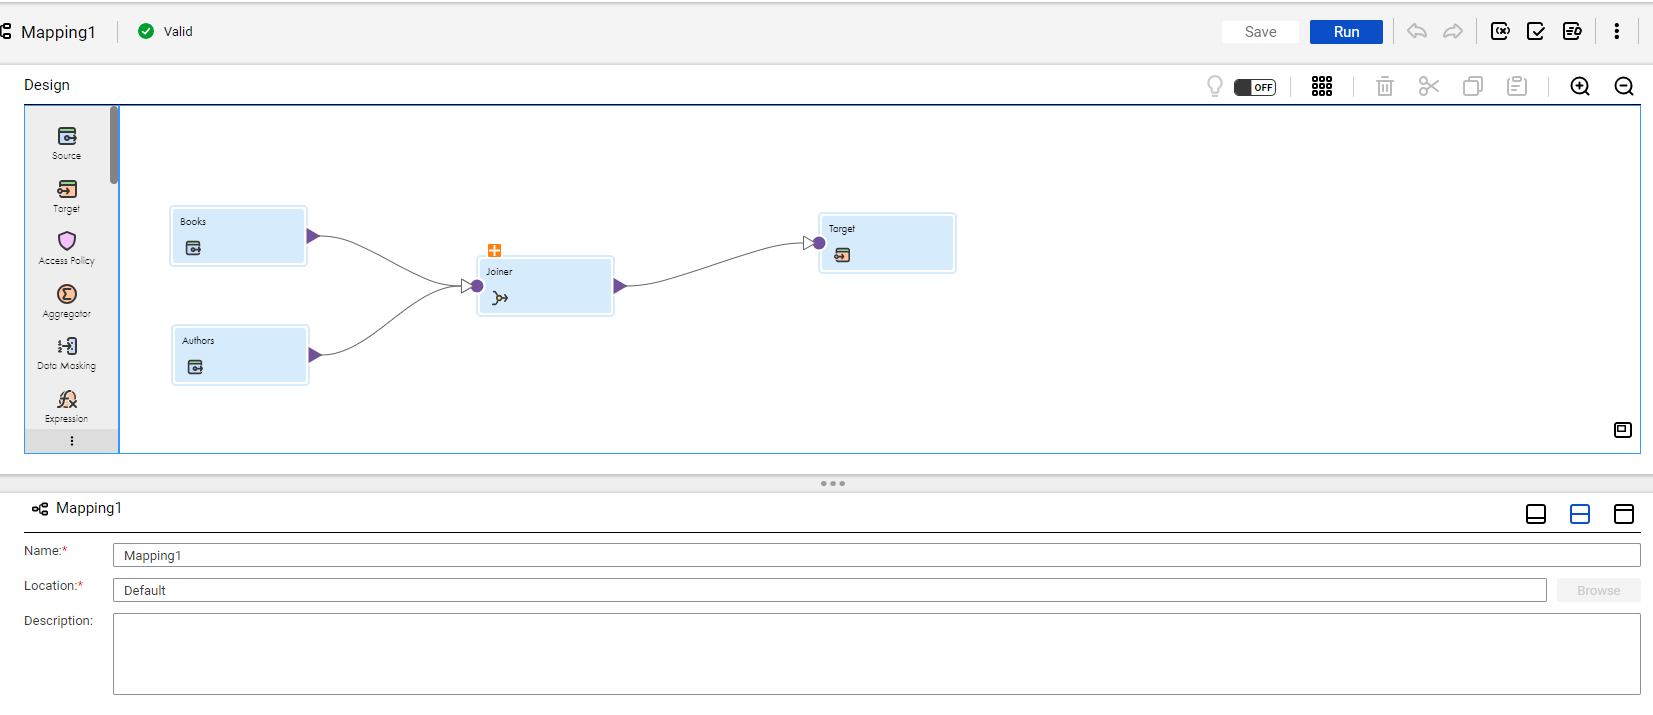 Mapping1
Valid
Save
Run
Design
OFF
Source
Target
Access Policy
Aggregator
Data Masking
Expression
Books
Authors
Joiner
Target
Mapping1
Name:*
Mapping1
Location:*
Default
Browse
Description: